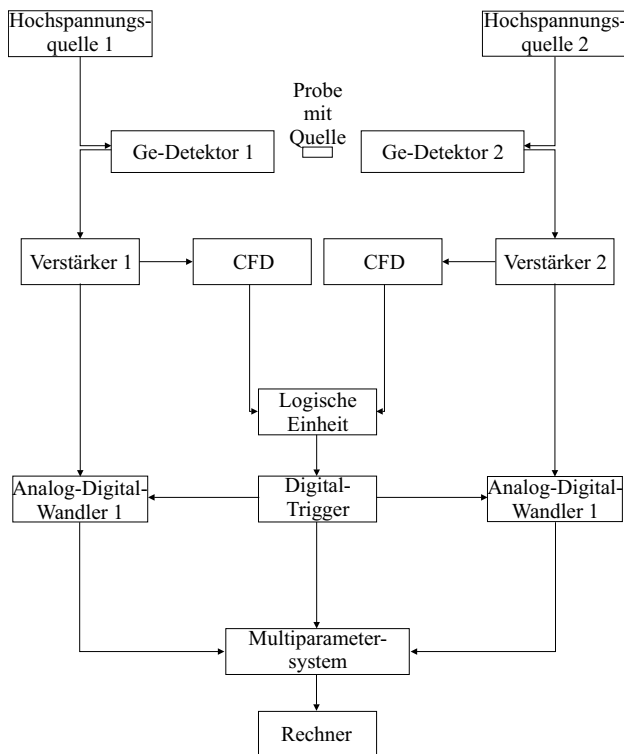 Hochspannungs-
quelle 1
Hochspannungs-
quelle 2
Probe
mit
Quelle
Ge-Detektor 1
Ge-Detektor 2
Verstärker 1
CFD
CFD
Verstärker 2
Logische
Einheit
Analog-Digital-
Wandler 1
Digital-
Trigger
Analog-Digital-
Wandler 1
Multiparameter-
system
Rechner